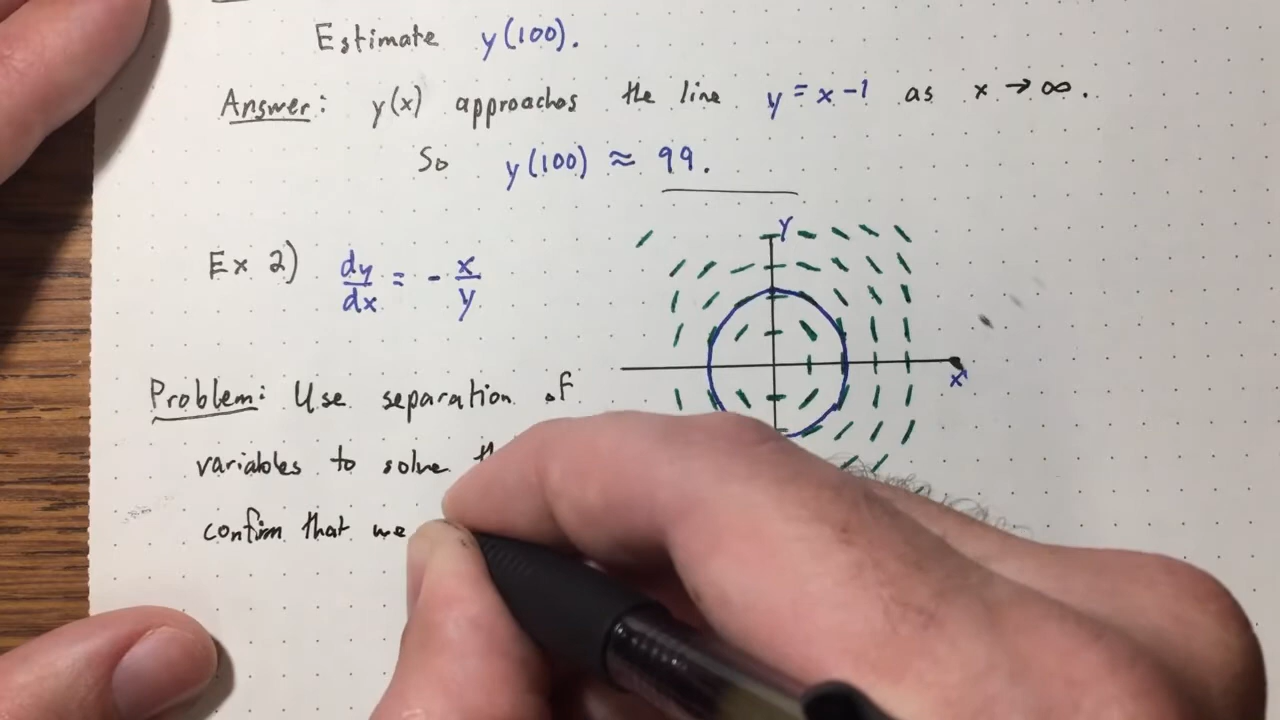 Estimate y(100).
Answer: y(x) approaches the line y = x - 1 as x → ∞.
So y(100) ≈ 99.
Ex 2) dy/dx = - x/y
y
x
Problem: Use separation of
variables to solve
confirm that we